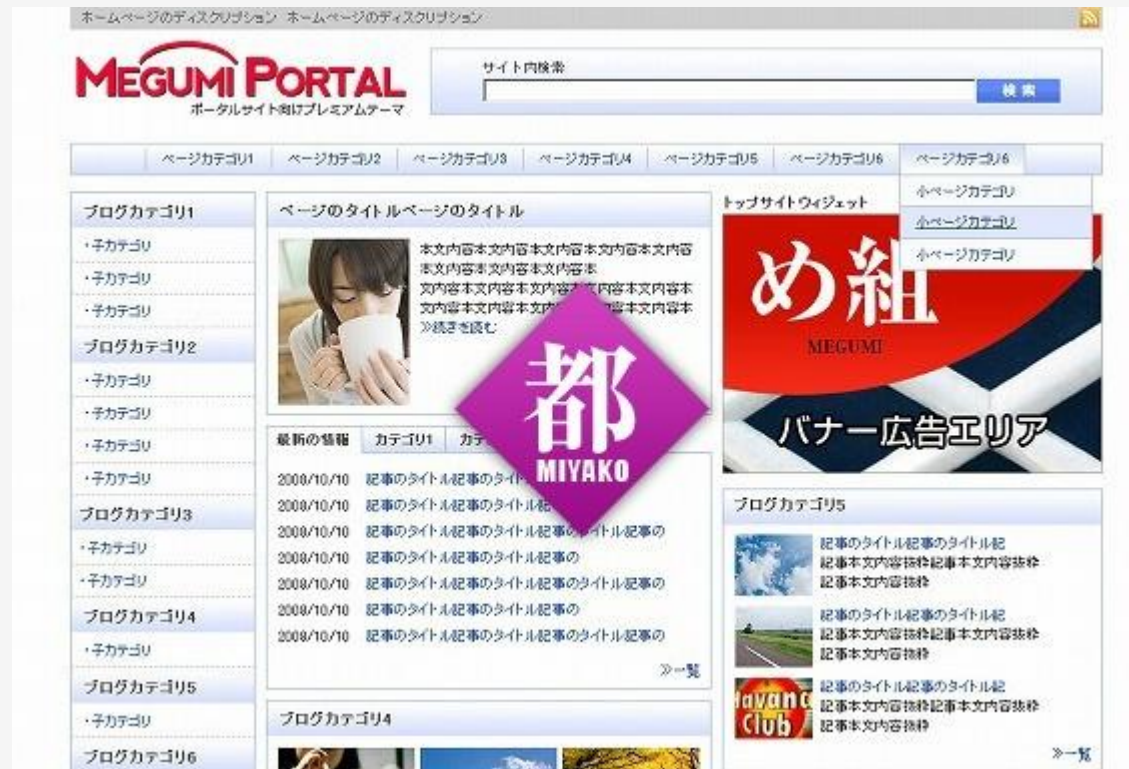 ホームページのディスクリプション ホームページのディスクリプション
MEGUMI PORTAL
ポータルサイト向けプレミアムテーマ
サイト内検索
検索
ページカテゴリ1 ページカテゴリ2 ページカテゴリ3 ページカテゴリ4 ページカテゴリ5 ページカテゴリ6 ページカテゴリ6
小ページカテゴリ
小ページカテゴリ
小ページカテゴリ
ブログカテゴリ1
・子カテゴリ
・子カテゴリ
・子カテゴリ
ブログカテゴリ2
・子カテゴリ
・子カテゴリ
・子カテゴリ
・子カテゴリ
ブログカテゴリ3
・子カテゴリ
・子カテゴリ
ブログカテゴリ4
・子カテゴリ
ブログカテゴリ5
・子カテゴリ
ブログカテゴリ6
ページのタイトルページのタイトル
本文内容本文内容本文内容本文内容本文内容
本文内容本文内容本文内容本
文内容本文内容本文内容本文内容本文内容本
文内容本文内容本文内容本文内容本
≫続きを読む
都
MIYAKO
最新の情報 カテゴリ1 カテ
2008/10/10 記事のタイトル記事のタイト
2008/10/10 記事のタイトル記事のタイトル記
2008/10/10 記事のタイトル記事のタイトル記事のタイトル記事の
2008/10/10 記事のタイトル記事のタイトル記事の
2008/10/10 記事のタイトル記事のタイトル記事のタイトル記事の
2008/10/10 記事のタイトル記事のタイトル記事の
2008/10/10 記事のタイトル記事のタイトル記事のタイトル記事の
≫一覧
ブログカテゴリ4
トップサイトウィジェット
め組
MEGUMI
バナー広告エリア
ブログカテゴリ5
記事のタイトル記事のタイトル記
記事本文内容抜粋記事本文内容抜粋
記事本文内容抜粋
記事のタイトル記事のタイトル記
記事本文内容抜粋記事本文内容抜粋
記事本文内容抜粋
Havana
Club
記事のタイトル記事のタイトル記
記事本文内容抜粋記事本文内容抜粋
記事本文内容抜粋
≫一覧